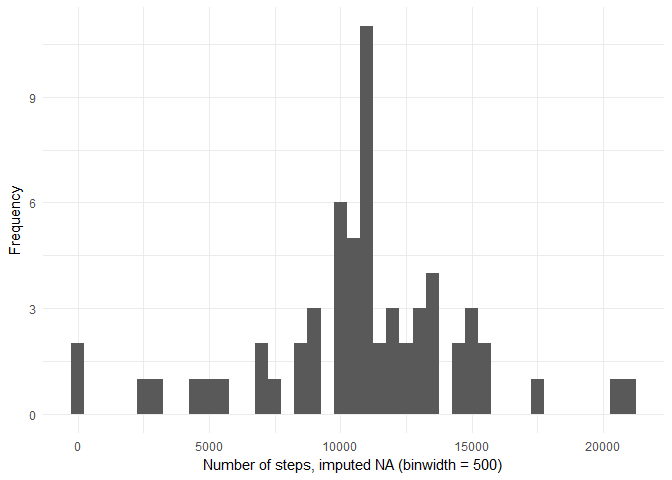 9
6
3
0
Frequency
0 5000 10000 15000 20000
Number of steps, imputed NA (binwidth = 500)